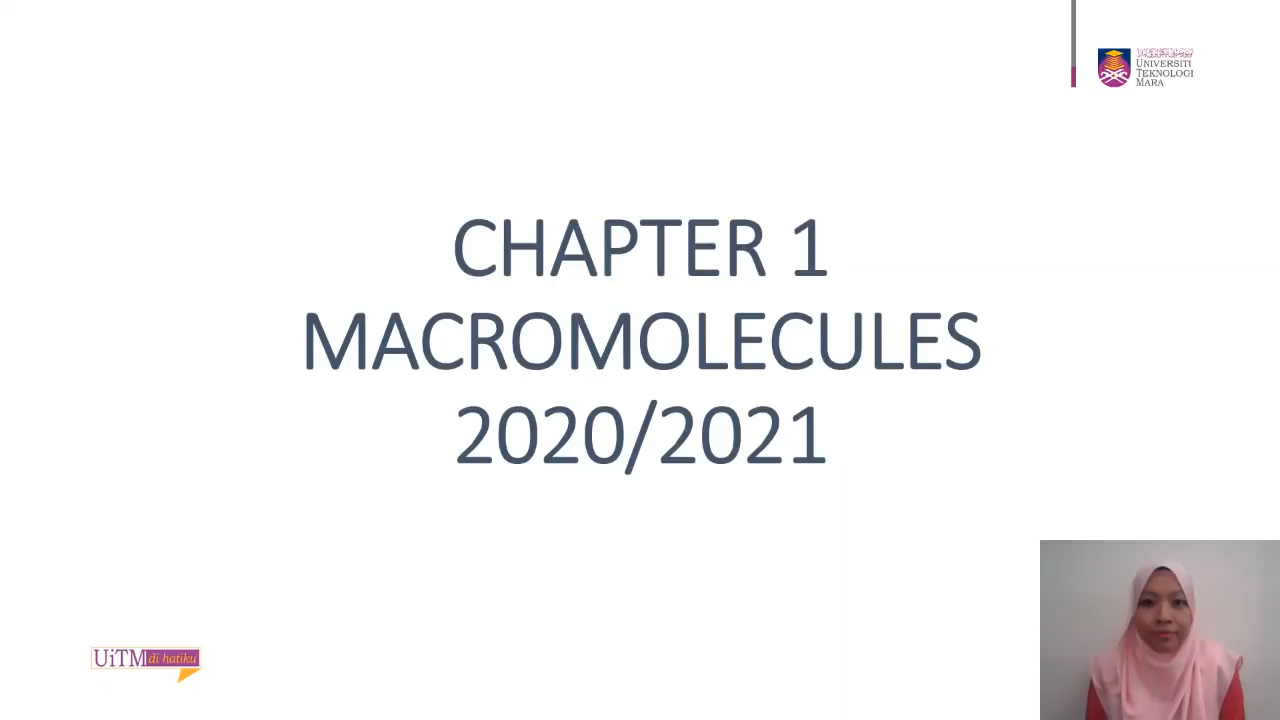 UNIVERSITI
TEKNOLOGI
MARA
CHAPTER 1
MACROMOLECULES
2020/2021
UiTM di hatiku